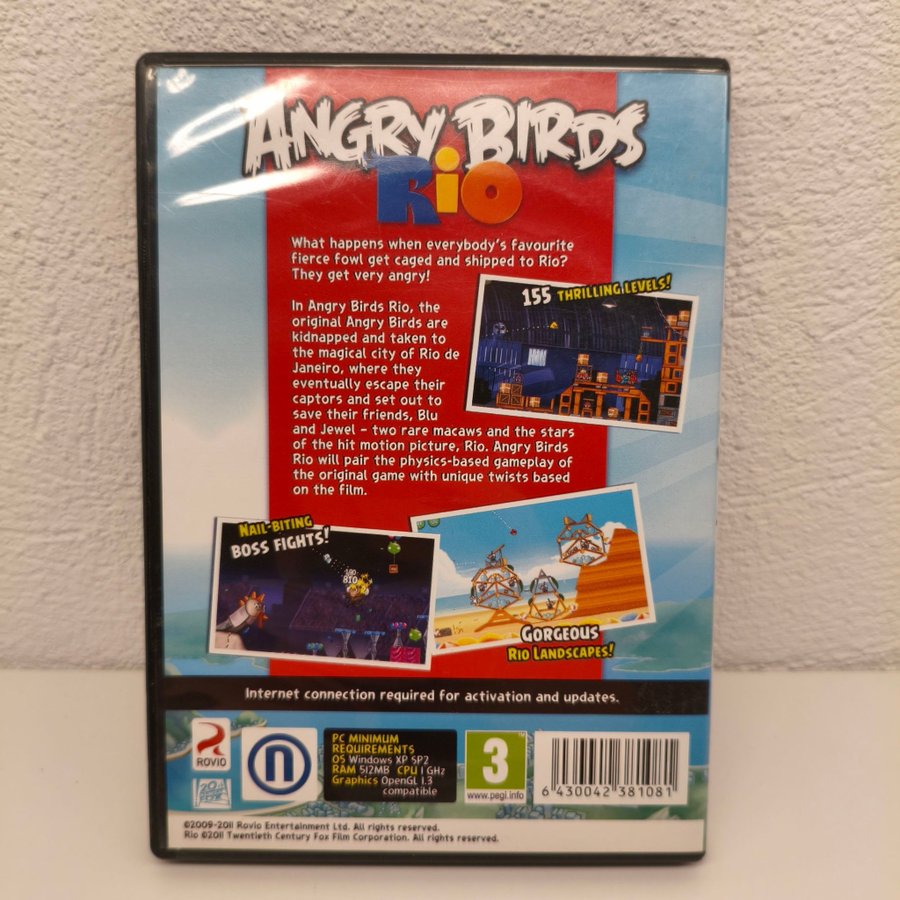 ANGRY BIRDS
RiO
What happens when everybody's favourite
fierce fowl get caged and shipped to Rio?
They get very angry!
155 THRILLING LEVELS!
In Angry Birds Rio, the
original Angry Birds are
kidnapped and taken to
the magical city of Rio de
Janeiro, where they
eventually escape their
captors and set out to
save their friends, Blu
and Jewel – two rare macaws and the stars
of the hit motion picture, Rio. Angry Birds
Rio will pair the physics-based gameplay of
the original game with unique twists based
on the film.
NAIL-BITING
BOSS FIGHTS!
GORGEOUS
RIO LANDSCAPES!
Internet connection required for activation and updates.
ROVIO
n
PC MINIMUM
REQUIREMENTS
OS Windows XP SP2
RAM 512MB CPU 1 GHz
Graphics OpenGL 1.3
compatible
3
www.pegi.info
6 430042 381081
©2009-2011 Rovio Entertainment Ltd. All rights reserved.
Rio ©2011 Twentieth Century Fox Film Corporation. All rights reserved.